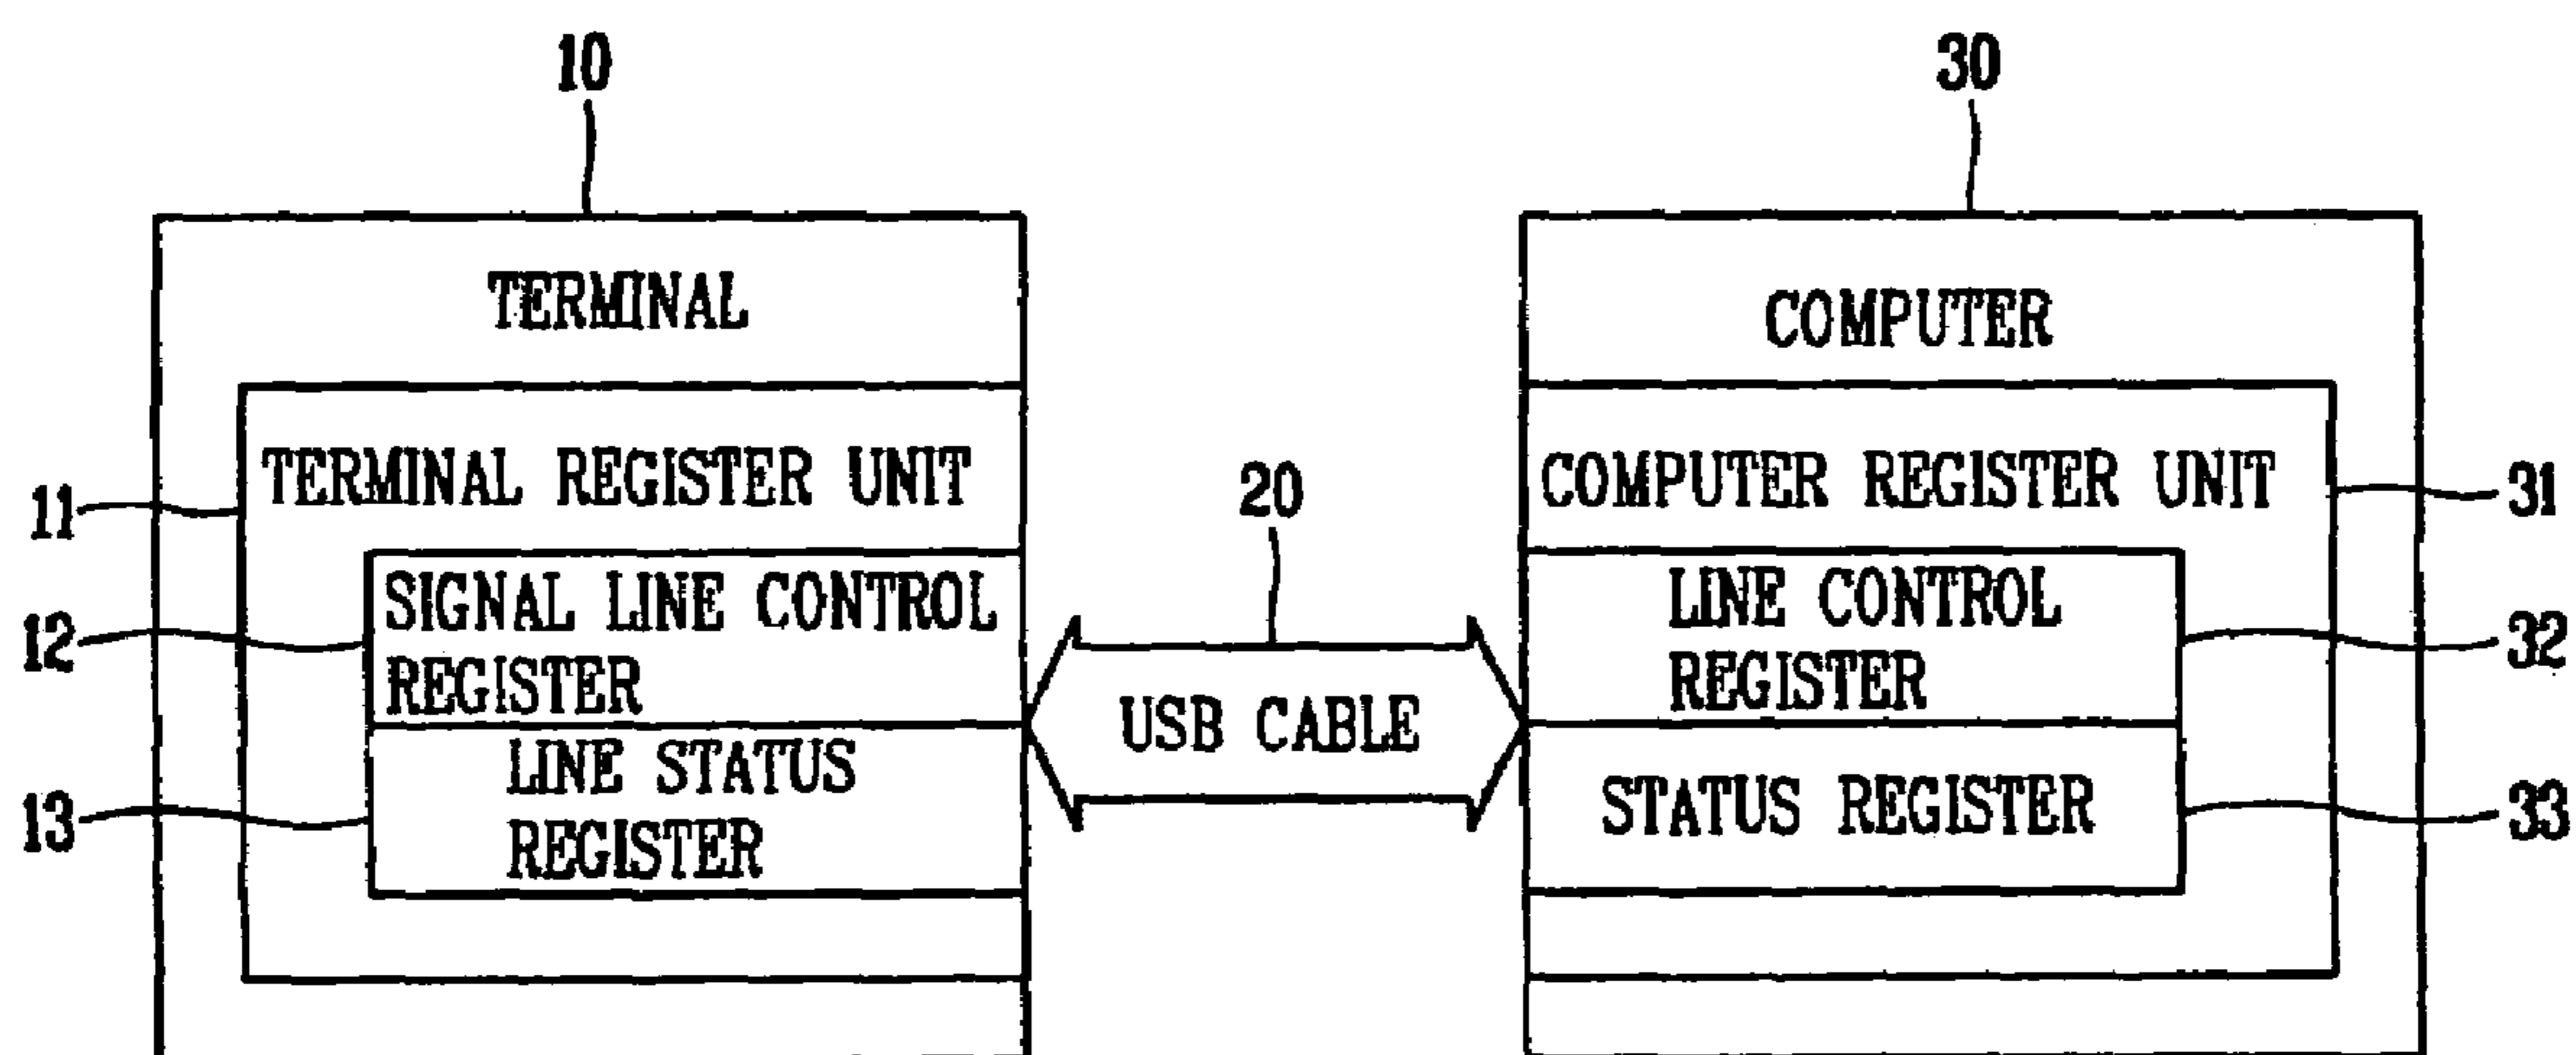 10
30
TERMINAL
COMPUTER
TERMINAL REGISTER UNIT
COMPUTER REGISTER UNIT
11
20
31
SIGNAL LINE CONTROL
REGISTER
LINE CONTROL
REGISTER
12
32
USB CABLE
LINE STATUS
REGISTER
STATUS REGISTER
13
33